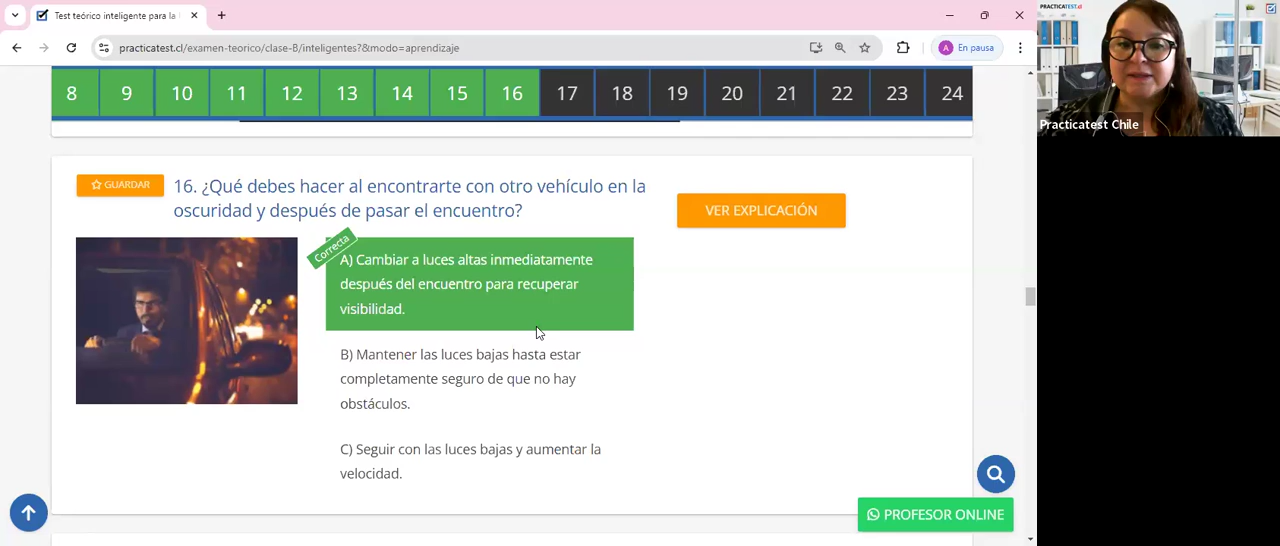 Test teórico inteligente para la
practicatest.cl/examen-teorico/clase-B/inteligentes?&modo=aprendizaje
A
En pausa
8 9 10 11 12 13 14 15 16 17 18 19 20 21 22 23 24
GUARDAR
16. ¿Qué debes hacer al encontrarte con otro vehículo en la
oscuridad y después de pasar el encuentro?
VER EXPLICACIÓN
Correcta
A) Cambiar a luces altas inmediatamente
después del encuentro para recuperar
visibilidad.
B) Mantener las luces bajas hasta estar
completamente seguro de que no hay
obstáculos.
C) Seguir con las luces bajas y aumentar la
velocidad.
PROFESOR ONLINE
PRACTICATEST.cl
Practicatest Chile